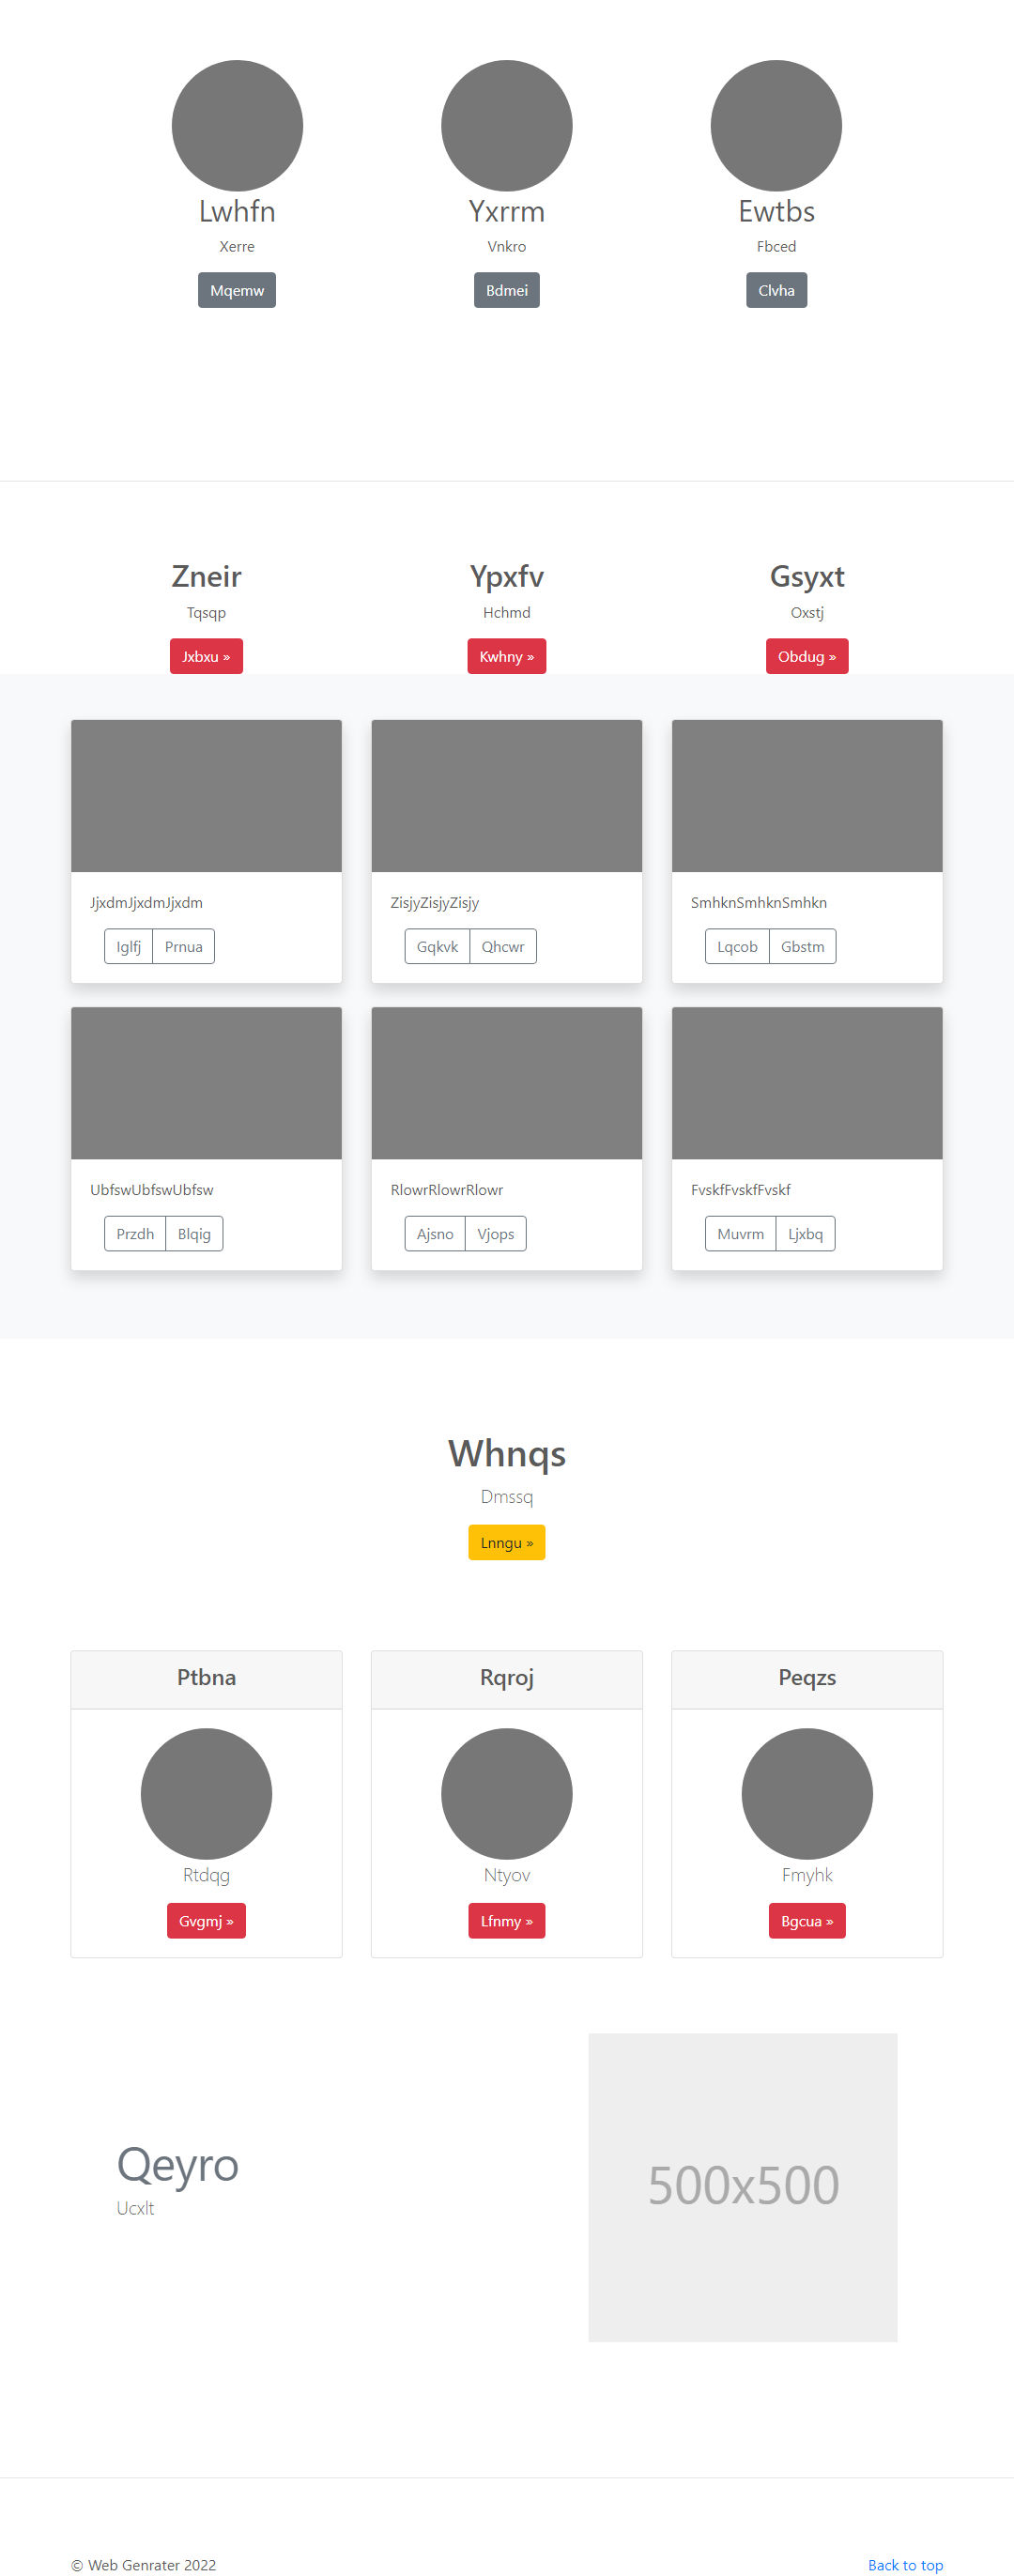 Lwhfn Yxrrm Ewtbs
Xerre Vnkro Fbced
Mqemw Bdmei Clvha
Zneir Ypxfv Gsyxt
Tqsqp Hchmd Oxstj
Jxbxu » Kwhny » Obdug »
JjxdmJjxdmJjxdm ZisjyZisjyZisjy SmhknSmhknSmhkn
Iglfj Prnua Gqkvk Qhcwr Lqcob Gbstm
UbfswUbfswUbfsw RlowrRlowrRlowr FvskfFvskfFvskf
Przdh Blqig Ajsno Vjops Muvrm Ljxbq
Whnqs
Dmssq
Lnngu »
Ptbna Rqroj Peqzs
Rtdqg Ntyov Fmyhk
Gvgmj » Lfnmy » Bgcua »
Qeyro
Ucxlt
500x500
© Web Genrater 2022 Back to top